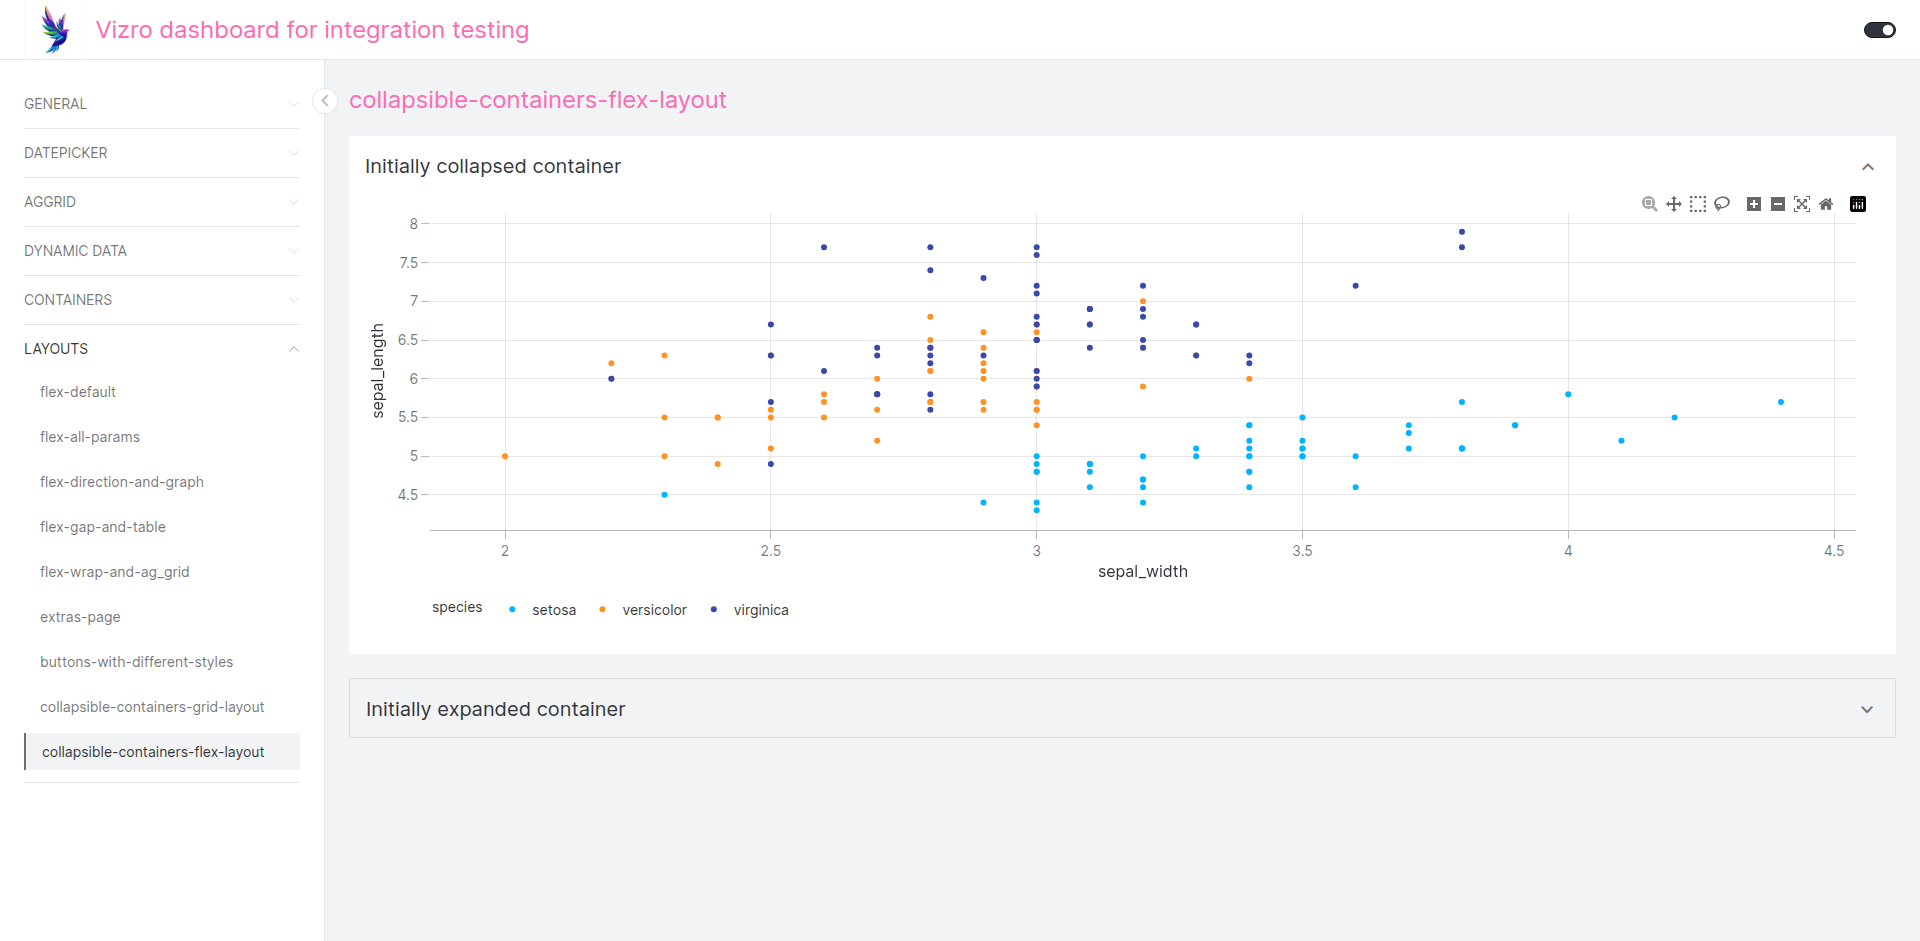 Vizro dashboard for integration testing
GENERAL
DATEPICKER
AGGRID
DYNAMIC DATA
CONTAINERS
LAYOUTS
flex-default
flex-all-params
flex-direction-and-graph
flex-gap-and-table
flex-wrap-and-ag_grid
extras-page
buttons-with-different-styles
collapsible-containers-grid-layout
collapsible-containers-flex-layout
collapsible-containers-flex-layout
Initially collapsed container
8
7.5
7
6.5
6
5.5
5
4.5
sepal_length
2 2.5 3 3.5 4 4.5
sepal_width
species setosa versicolor virginica
Initially expanded container